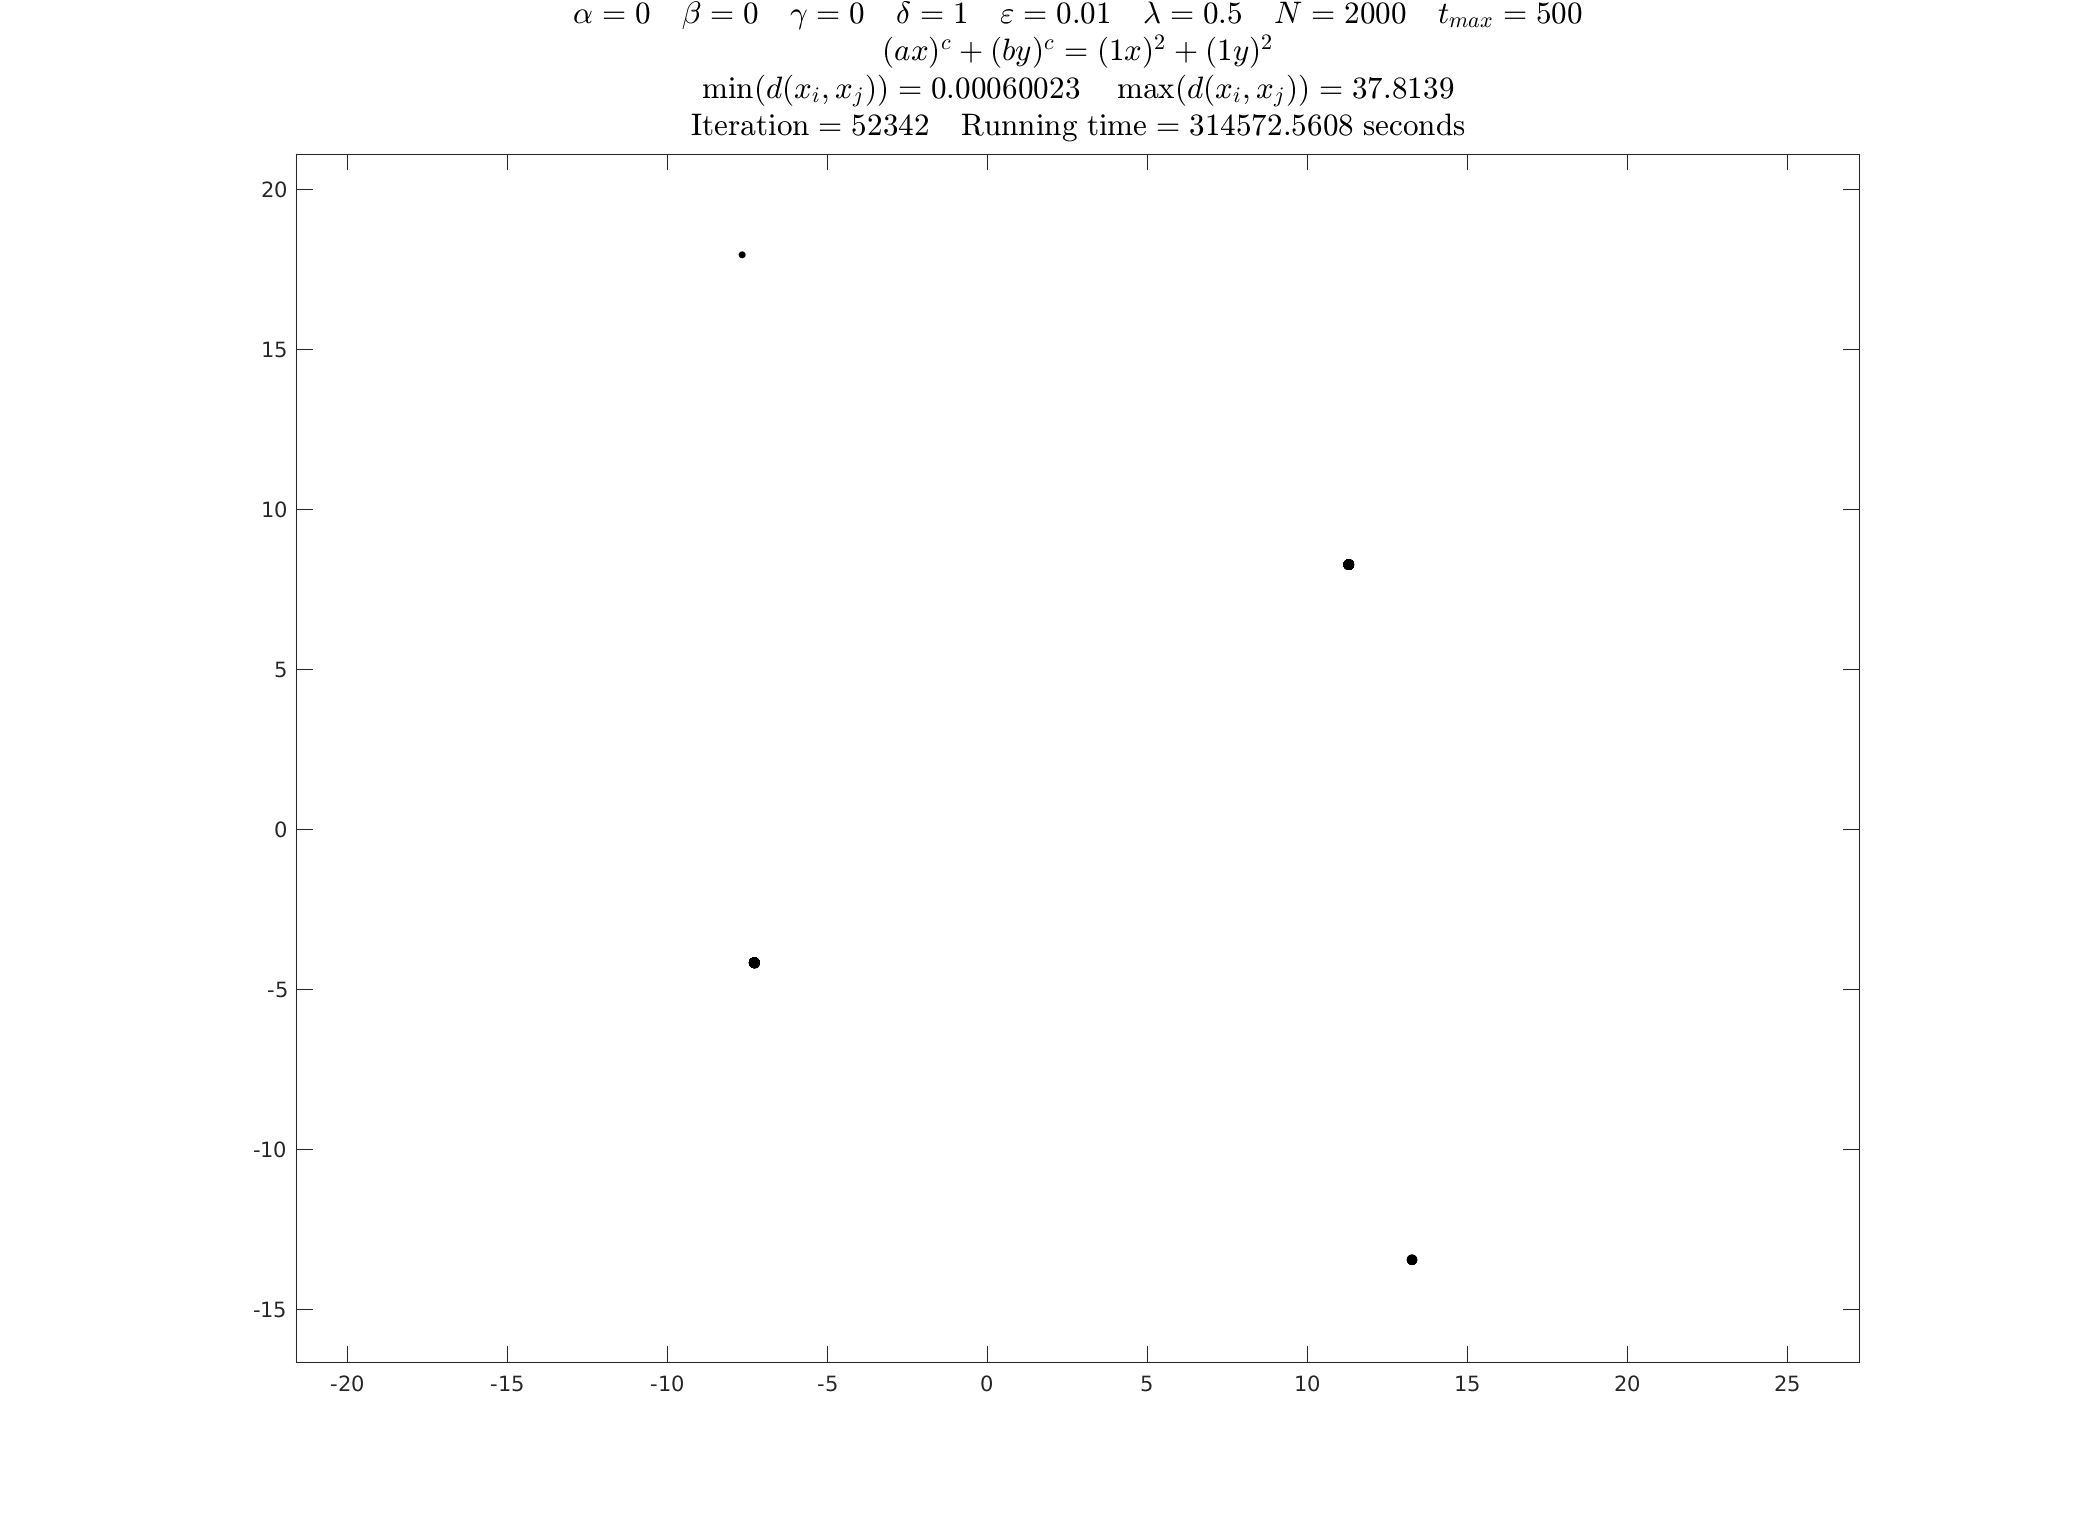 α = 0 β = 0 γ = 0 δ = 1 ε = 0.01 λ = 0.5 N = 2000 t_max = 500
(ax)^c + (by)^c = (1x)^2 + (1y)^2
min(d(x_i, x_j)) = 0.00060023 max(d(x_i, x_j)) = 37.8139
Iteration = 52342 Running time = 314572.5608 seconds
20
15
10
5
0
-5
-10
-15
-20 -15 -10 -5 0 5 10 15 20 25